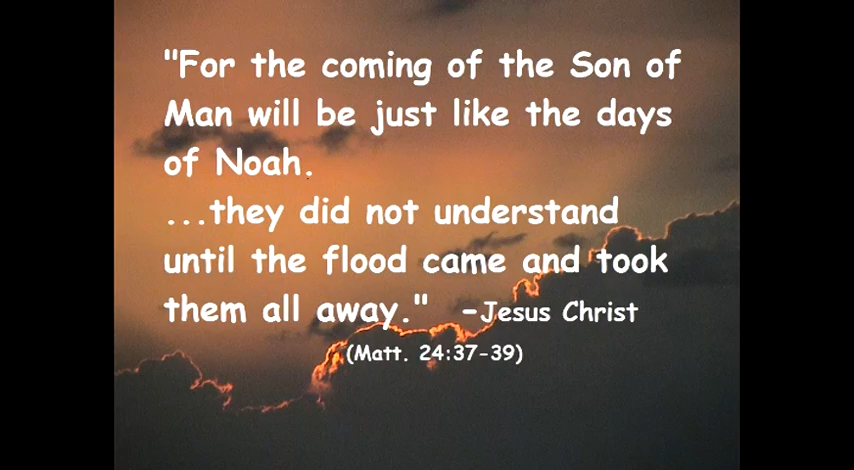 "For the coming of the Son of
Man will be just like the days
of Noah.
...they did not understand
until the flood came and took
them all away." -Jesus Christ
(Matt. 24:37-39)